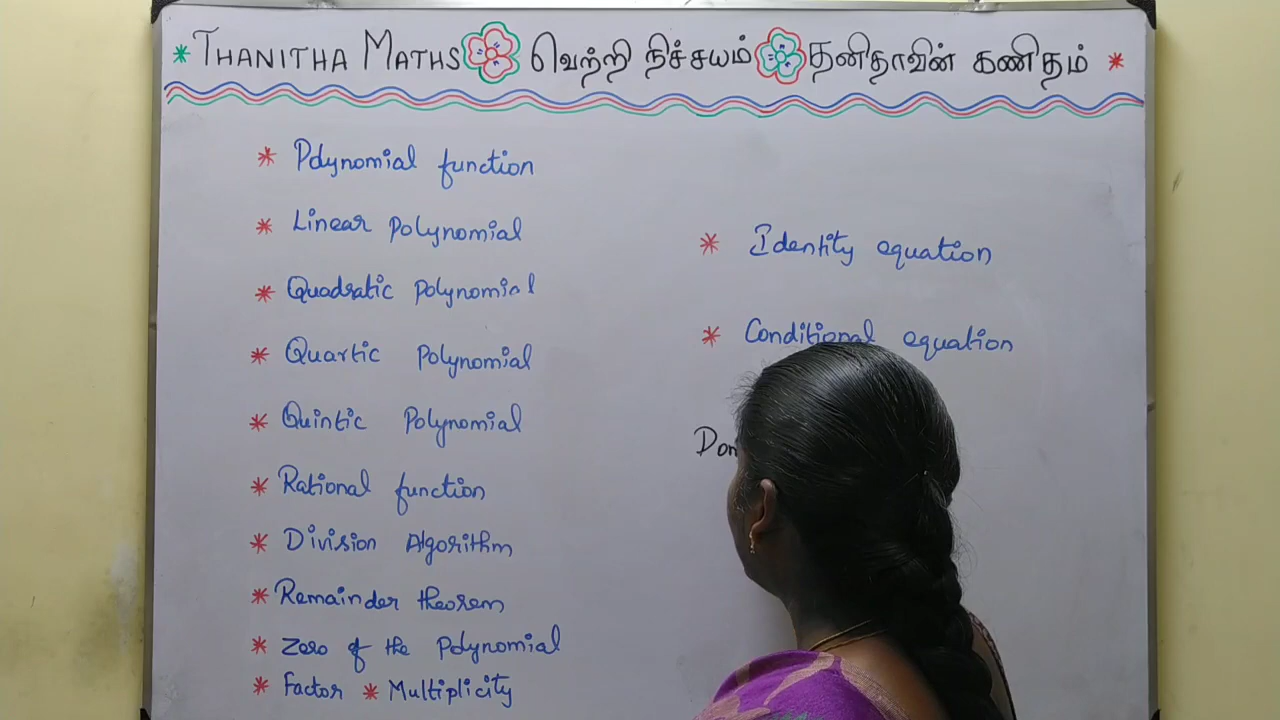 * THANITHA MATHS வெற்றி நிச்சயம் தனிதாவின் கணிதம் *
* Polynomial function
* Linear Polynomial
* Quadratic Polynomial
* Quartic Polynomial
* Quintic Polynomial
* Rational function
* Division Algorithm
* Remainder theorem
* Zero of the Polynomial
* Factor * Multiplicity
* Identity equation
* Conditional equation